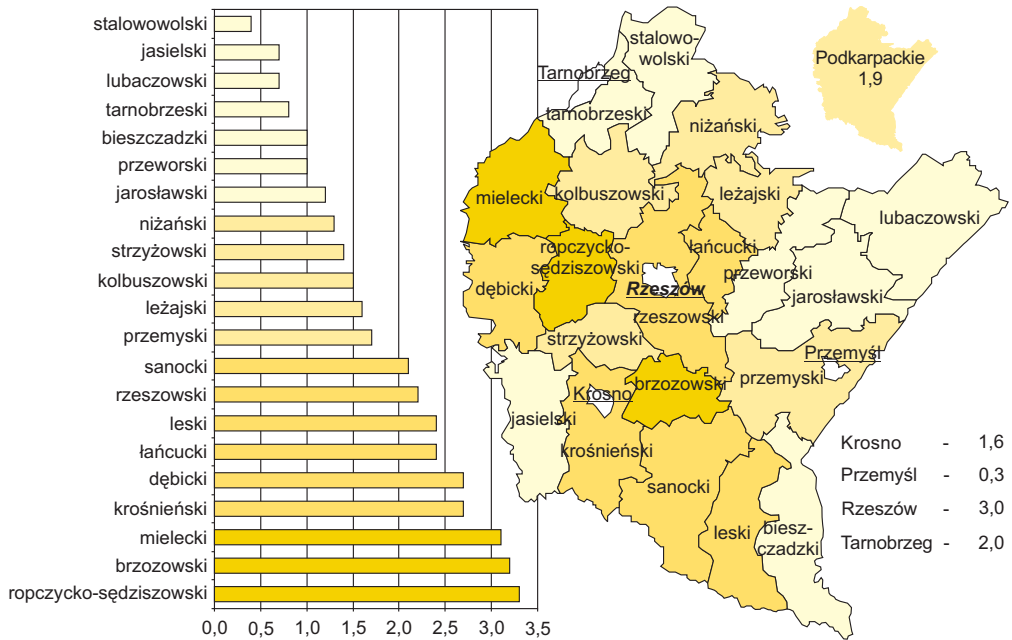 stalowowolski
jasielski
lubaczowski
tarnobrzeski
bieszczadzki
przeworski
jarosławski
niżański
strzyżowski
kolbuszowski
leżajski
przemyski
sanocki
rzeszowski
leski
łańcucki
dębicki
krośnieński
mielecki
brzozowski
ropczycko-sędziszowski
0,0 0,5 1,0 1,5 2,0 2,5 3,0 3,5
stalowo-
wolski
Tarnobrzeg
tarnobrzeski
niżański
mielecki
kolbuszowski
leżajski
lubaczowski
ropczycko-
sędziszowski
łańcucki
dębicki
Rzeszów
przeworski
jarosławski
rzeszowski
strzyżowski
Przemyśl
przemyski
brzozowski
Krosno
jasielski
krośnieński
sanocki
leski
biesz-
czadzki
Podkarpackie
1,9
Krosno - 1,6
Przemyśl - 0,3
Rzeszów - 3,0
Tarnobrzeg - 2,0